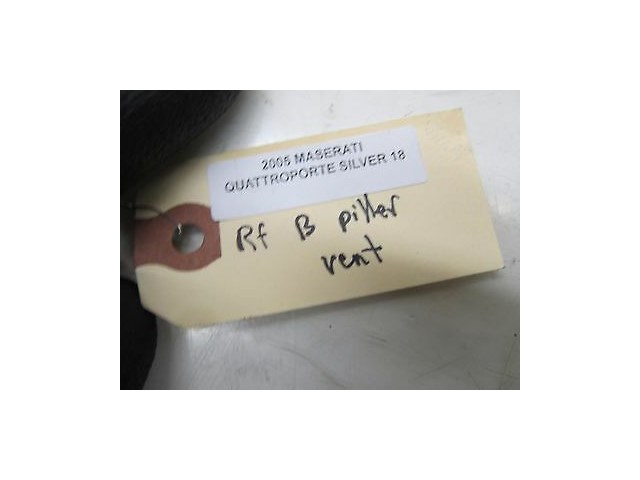 2005 MASERATI
QUATTROPORTE SILVER 18
Rf B piller
vent